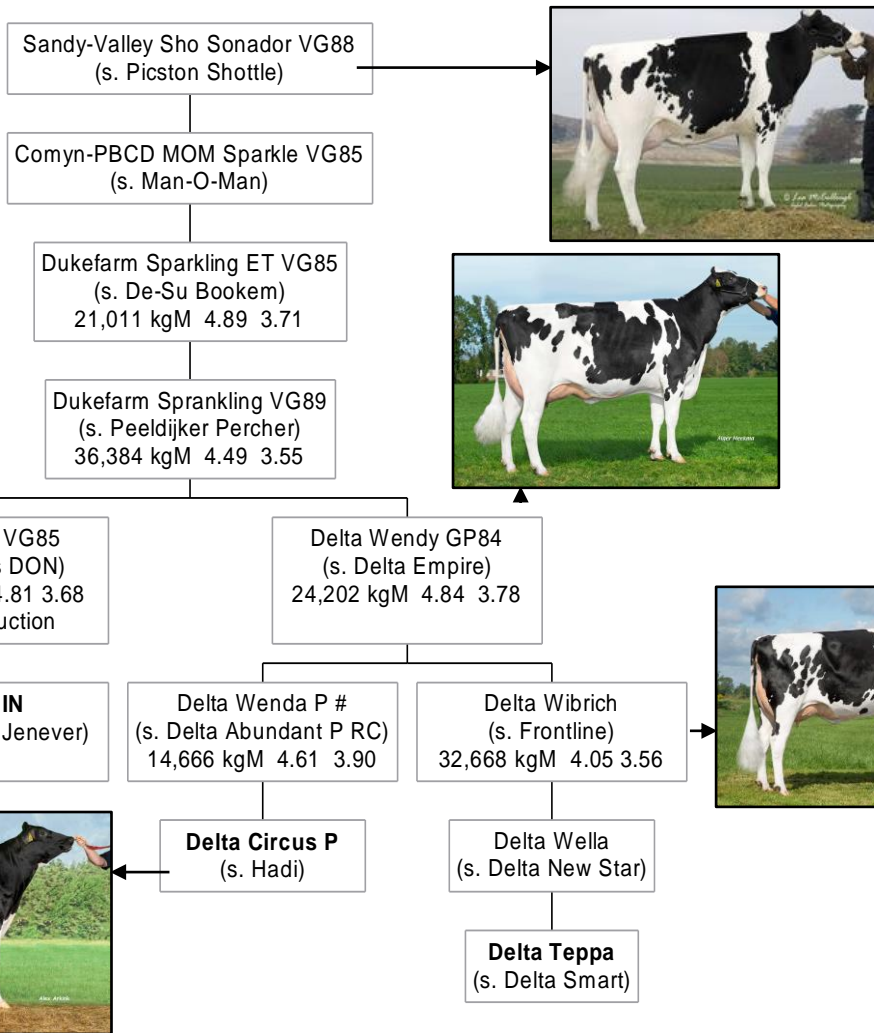 Sandy-Valley Sho Sonador VG88
(s. Picston Shottle)
Comyn-PBCD MOM Sparkle VG85
(s. Man-O-Man)
Dukefarm Sparkling ET VG85
(s. De-Su Bookem)
21,011 kgM 4.89 3.71
Dukefarm Sprankling VG89
(s. Peeldijker Percher)
36,384 kgM 4.49 3.55
VG85
DON)
4.81 3.68
uction
Delta Wendy GP84
(s. Delta Empire)
24,202 kgM 4.84 3.78
IN
Jenever)
Delta Wenda P #
(s. Delta Abundant P RC)
14,666 kgM 4.61 3.90
Delta Wibrich
(s. Frontline)
32,668 kgM 4.05 3.56
Delta Circus P
(s. Hadi)
Delta Wella
(s. Delta New Star)
Delta Teppa
(s. Delta Smart)